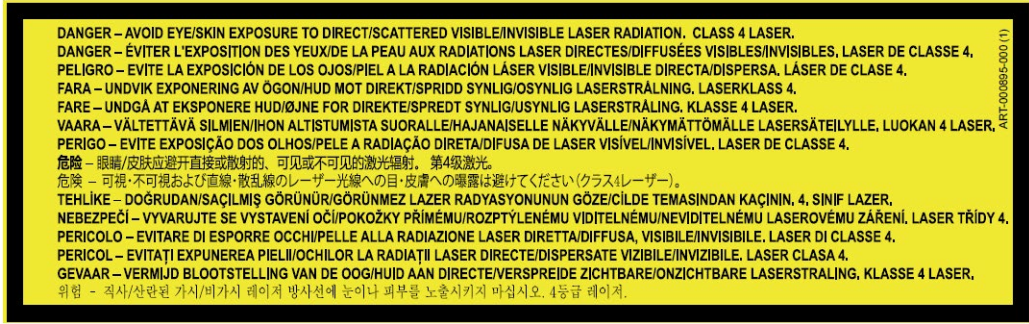 DANGER – AVOID EYE/SKIN EXPOSURE TO DIRECT/SCATTERED VISIBLE/INVISIBLE LASER RADIATION. CLASS 4 LASER.
DANGER – ÉVITER L'EXPOSITION DES YEUX/DE LA PEAU AUX RADIATIONS LASER DIRECTES/DIFFUSÉES VISIBLES/INVISIBLES, LASER DE CLASSE 4.
PELIGRO – EVITE LA EXPOSICIÓN DE LOS OJOS/PIEL A LA RADIACIÓN LÁSER VISIBLE/INVISIBLE DIRECTA/DISPERSA. LÁSER DE CLASE 4.
FARA – UNDVIK EXPONERING AV ÖGON/HUD MOT DIREKT/SPRIDD SYNLIG/OSYNLIG LASERSTRÅLNING. LASERKLASS 4.
FARE – UNDGÅ AT EKSPONERE HUD/ØJNE FOR DIREKTE/SPREDT SYNLIG/USYNLIG LASERSTRÅLING. KLASSE 4 LASER.
VAARA – VÄLTETTÄVÄ SILMIEN/IHON ALTISTUMISTA SUORALLE/HAJANAISELLE NÄKYVÄLLE/NÄKYMÄTTÖMÄLLE LASERSÄTEILYLLE, LUOKAN 4 LASER.
PERIGO – EVITE EXPOSIÇÃO DOS OLHOS/PELE A RADIAÇÃO DIRETA/DIFUSA DE LASER VISÍVEL/INVISÍVEL. LASER DE CLASSE 4.
危险 – 眼睛/皮肤应避开直接或散射的、可见或不可见的激光辐射。 第4级激光。
危険 – 可視・不可視および直線・散乱線のレーザー光線への目・皮膚への曝露は避けてください(クラス4レーザー)。
TEHLİKE – DOĞRUDAN/SAÇILMIŞ GÖRÜNÜR/GÖRÜNMEZ LAZER RADYASYONUNUN GÖZE/CİLDE TEMASINDAN KAÇININ. 4. SINIF LAZER.
NEBEZPEČÍ – VYVARUJTE SE VYSTAVENÍ OČÍ/POKOŽKY PŘÍMÉMU/ROZPTÝLENÉMU VIDITELNÉMU/NEVIDITELNÉMU LASEROVÉMU ZÁŘENÍ. LASER TŘÍDY 4.
PERICOLO – EVITARE DI ESPORRE OCCHI/PELLE ALLA RADIAZIONE LASER DIRETTA/DIFFUSA, VISIBILE/INVISIBILE. LASER DI CLASSE 4.
PERICOL – EVITAȚI EXPUNEREA PIELII/OCHILOR LA RADIAȚII LASER DIRECTE/DISPERSATE VIZIBILE/INVIZIBILE. LASER CLASA 4.
GEVAAR – VERMIJD BLOOTSTELLING VAN DE OOG/HUID AAN DIRECTE/VERSPREIDE ZICHTBARE/ONZICHTBARE LASERSTRALING, KLASSE 4 LASER.
위험 - 직사/산란된 가시/비가시 레이저 방사선에 눈이나 피부를 노출시키지 마십시오. 4등급 레이저.
ART-000895-000 (1)